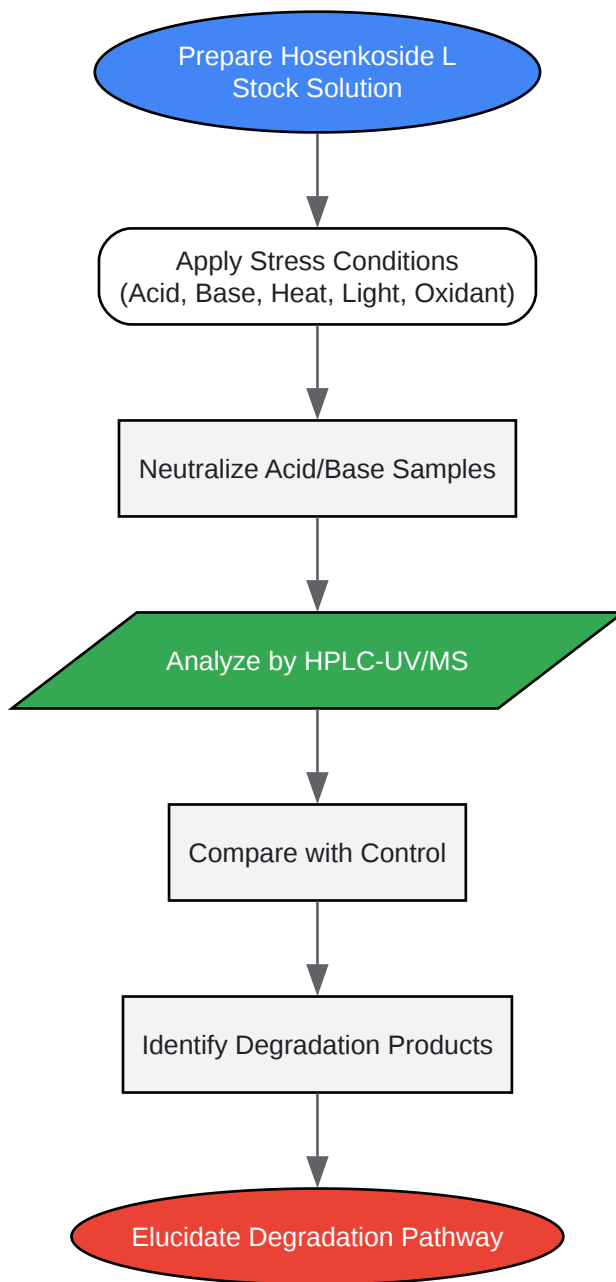 Prepare Hosenkoside L
Stock Solution
Apply Stress Conditions
(Acid, Base, Heat, Light, Oxidant)
Neutralize Acid/Base Samples
Analyze by HPLC-UV/MS
Compare with Control
Identify Degradation Products
Elucidate Degradation Pathway